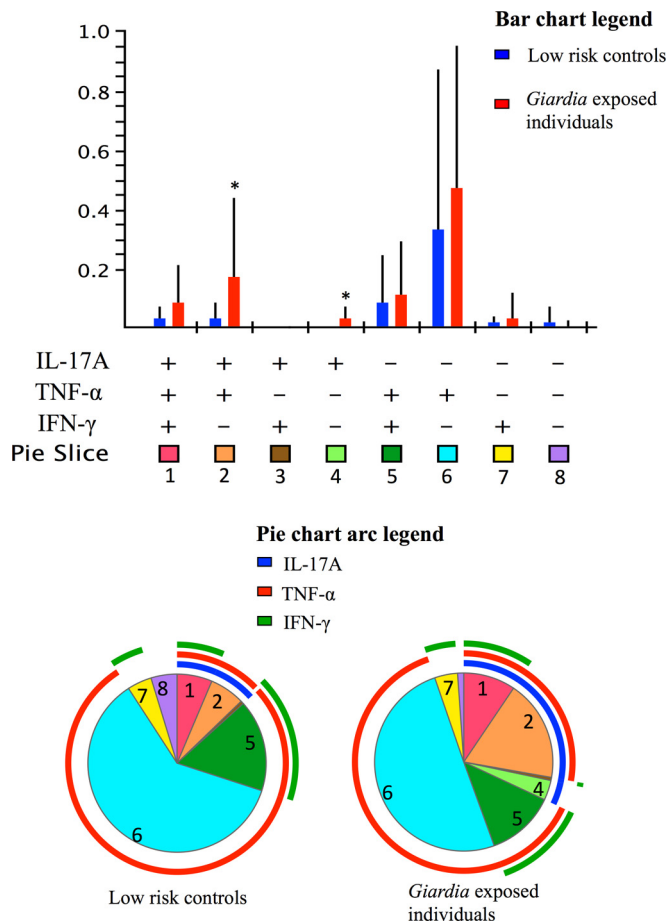 Bar chart legend
Low risk controls
Giardia exposed
individuals
1.0
0.8
0.6
0.4
0.2
*
*
IL-17A + + + + – – – –
TNF-α + + – – + + – –
IFN-γ + – + – + – + –
Pie Slice
1 2 3 4 5 6 7 8
Pie chart arc legend
IL-17A
TNF-α
IFN-γ
7 8 1 2 5 6
7 1 2 4 5 6
Low risk controls
Giardia exposed
individuals